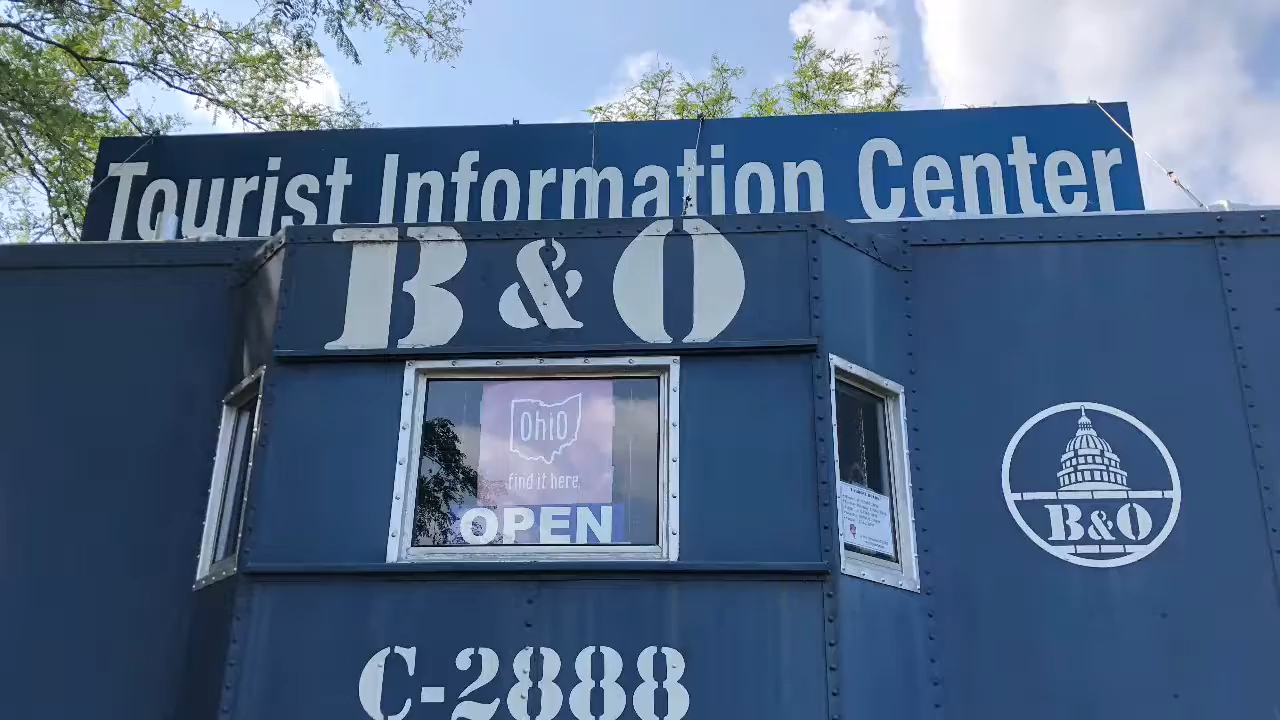 Tourist Information Center
B & O
OhiO
find it here.
OPEN
B&O
C-2888